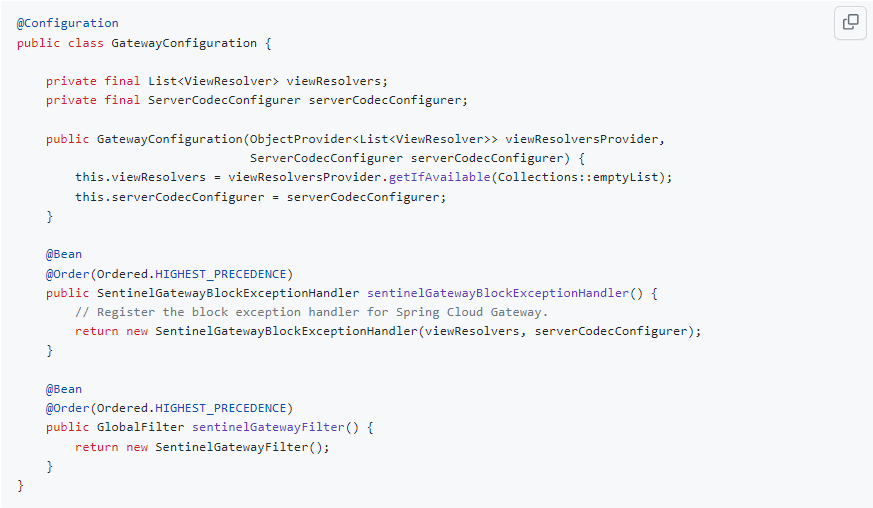 @Configuration
public class GatewayConfiguration {
    private final List<ViewResolver> viewResolvers;
    private final ServerCodecConfigurer serverCodecConfigurer;
    public GatewayConfiguration(ObjectProvider<List<ViewResolver>> viewResolversProvider,
                                ServerCodecConfigurer serverCodecConfigurer) {
        this.viewResolvers = viewResolversProvider.getIfAvailable(Collections::emptyList);
        this.serverCodecConfigurer = serverCodecConfigurer;
    }
    @Bean
    @Order(Ordered.HIGHEST_PRECEDENCE)
    public SentinelGatewayBlockExceptionHandler sentinelGatewayBlockExceptionHandler() {
        // Register the block exception handler for Spring Cloud Gateway.
        return new SentinelGatewayBlockExceptionHandler(viewResolvers, serverCodecConfigurer);
    }
    @Bean
    @Order(Ordered.HIGHEST_PRECEDENCE)
    public GlobalFilter sentinelGatewayFilter() {
        return new SentinelGatewayFilter();
    }
}